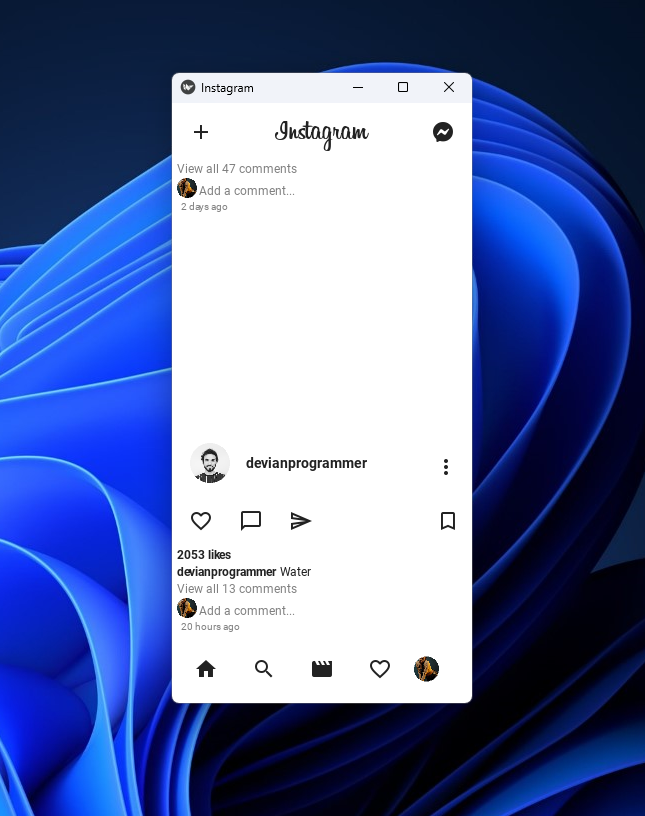 Instagram
Instagram
View all 47 comments
Add a comment...
2 days ago
devianprogrammer
2053 likes
devianprogrammer Water
View all 13 comments
Add a comment...
20 hours ago